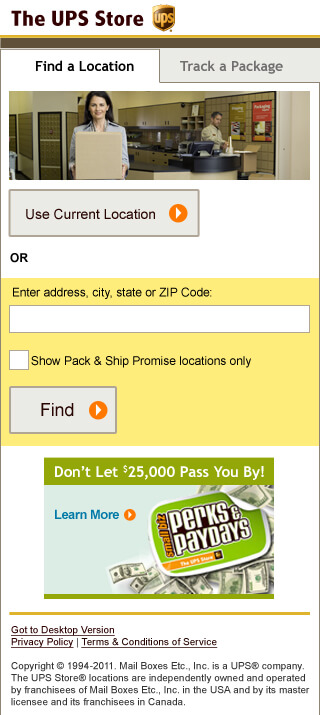 The UPS Store ups
Find a Location
Track a Package
Use Current Location
OR
Enter address, city, state or ZIP Code:
Show Pack & Ship Promise locations only
Find
Don't Let $25,000 Pass You By!
Learn More
small biz
perks &
paydays
The UPS Store
Got to Desktop Version
Privacy Policy | Terms & Conditions of Service
Copyright © 1994-2011. Mail Boxes Etc., Inc. is a UPS® company.
The UPS Store® locations are independently owned and operated
by franchisees of Mail Boxes Etc., Inc. in the USA and by its master
licensee and its franchisees in Canada.